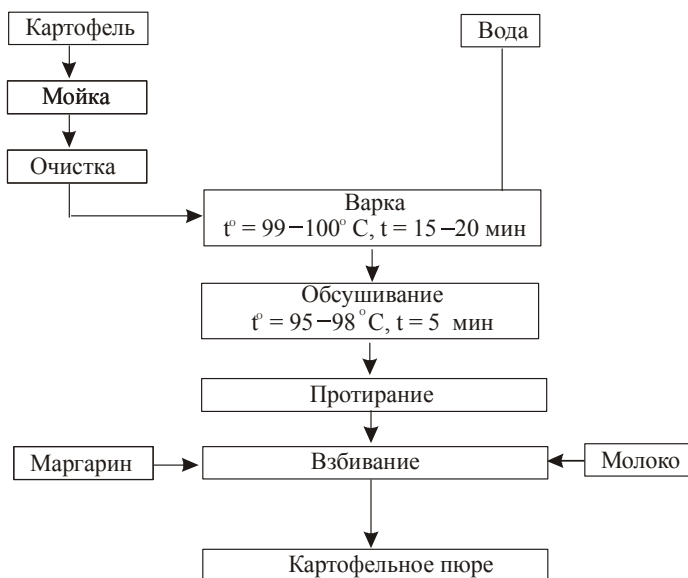 Картофель
Вода
Мойка
Очистка
Варка
t° = 99–100° C, t = 15–20 мин
Обсушивание
t° = 95–98°C, t = 5 мин
Протирание
Маргарин
Взбивание
Молоко
Картофельное пюре